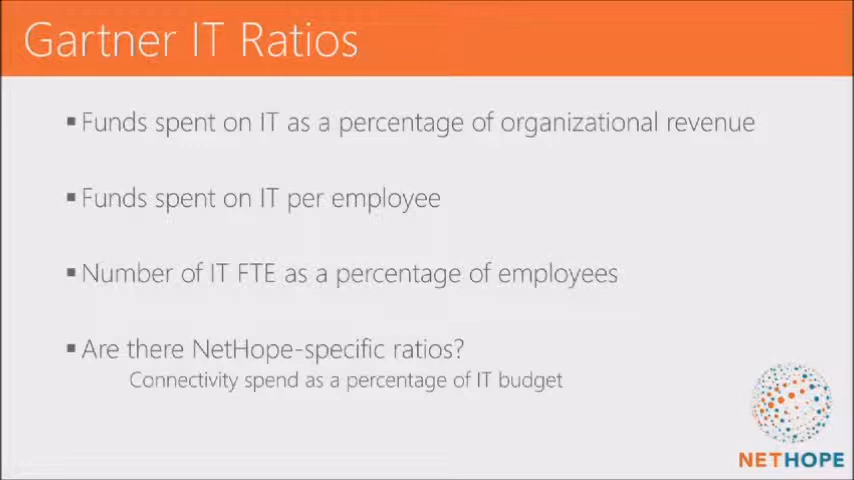 Gartner IT Ratios
▪ Funds spent on IT as a percentage of organizational revenue
▪ Funds spent on IT per employee
▪ Number of IT FTE as a percentage of employees
▪ Are there NetHope-specific ratios?
Connectivity spend as a percentage of IT budget
NETHOPE